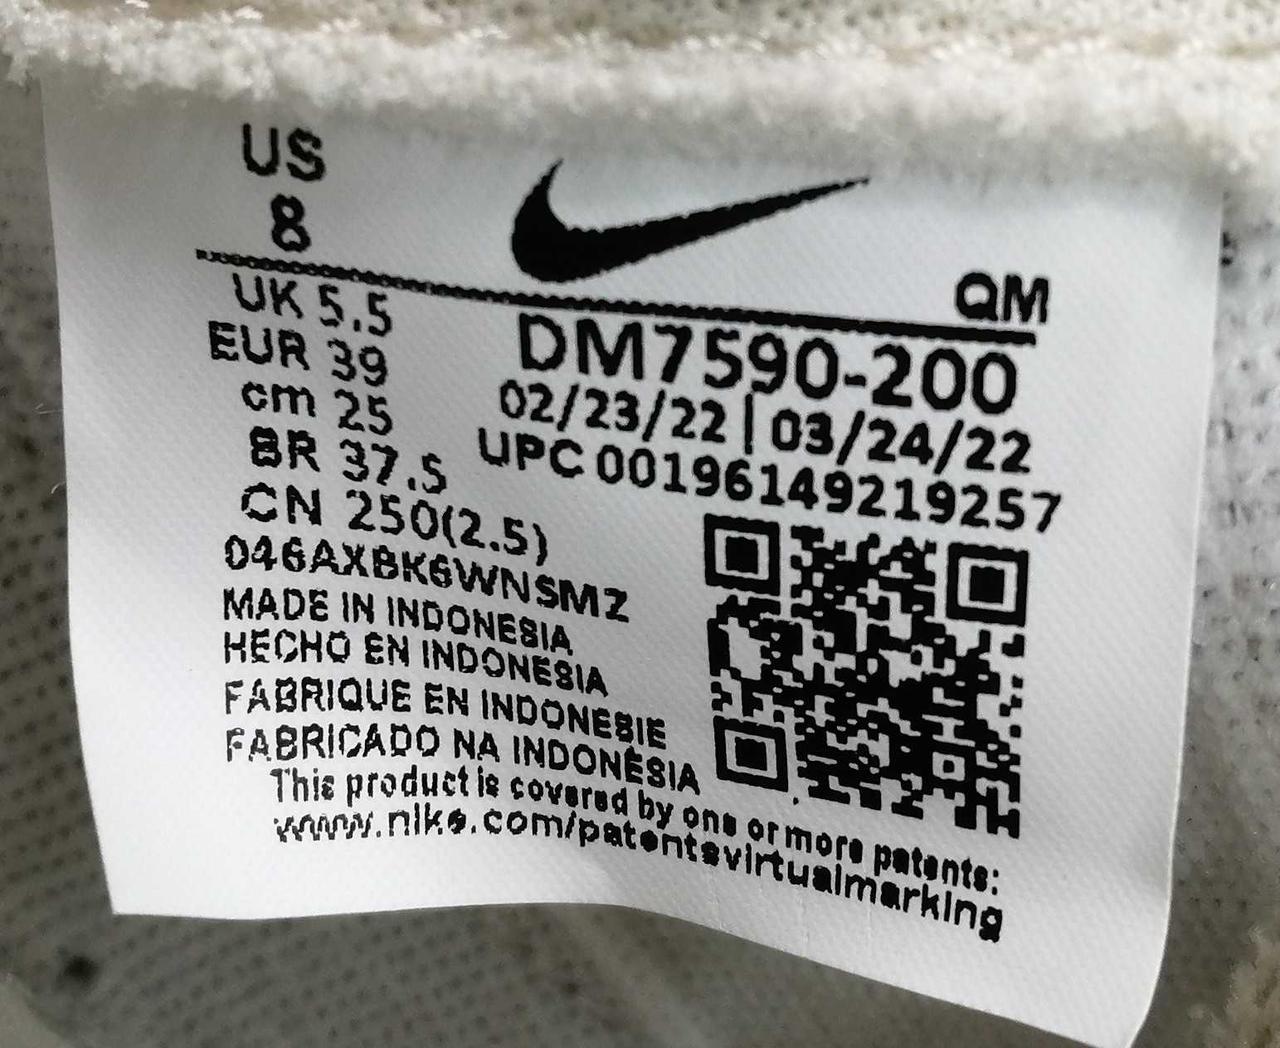 US
8
QM
UK 5.5
EUR 39
cm 25
BR 37.5
CN 250(2.5)
DM7590-200
02/23/22 | 03/24/22
UPC 00196149219257
046AXBK6WNSMZ
MADE IN INDONESIA
HECHO EN INDONESIA
FABRIQUE EN INDONESIE
FABRICADO NA INDONÉSIA
This product is covered by one or more patents:
www.nike.com/patentsvirtualmarking